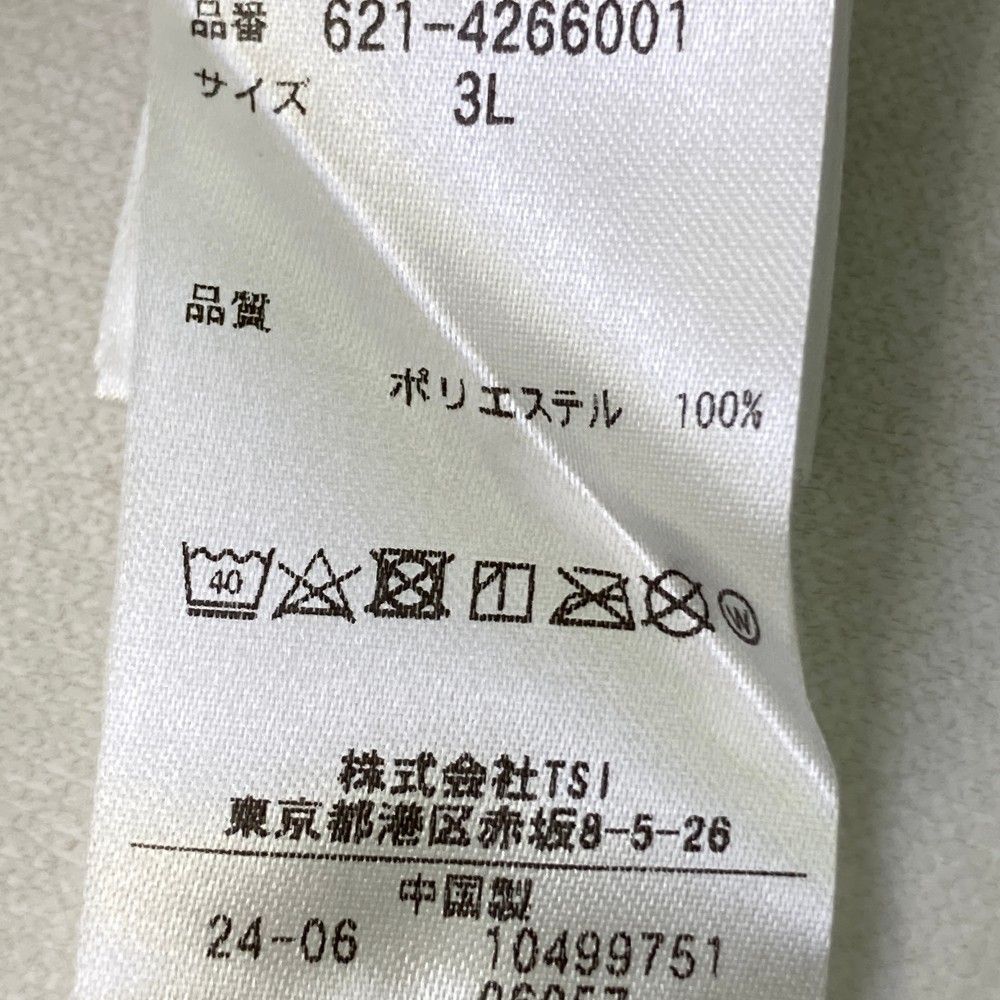 品番 621-4266001
サイズ 3L
品質
ポリエステル 100%
40
W
株式会社TSI
東京都港区赤坂8-5-26
中国製
24-06 10499751